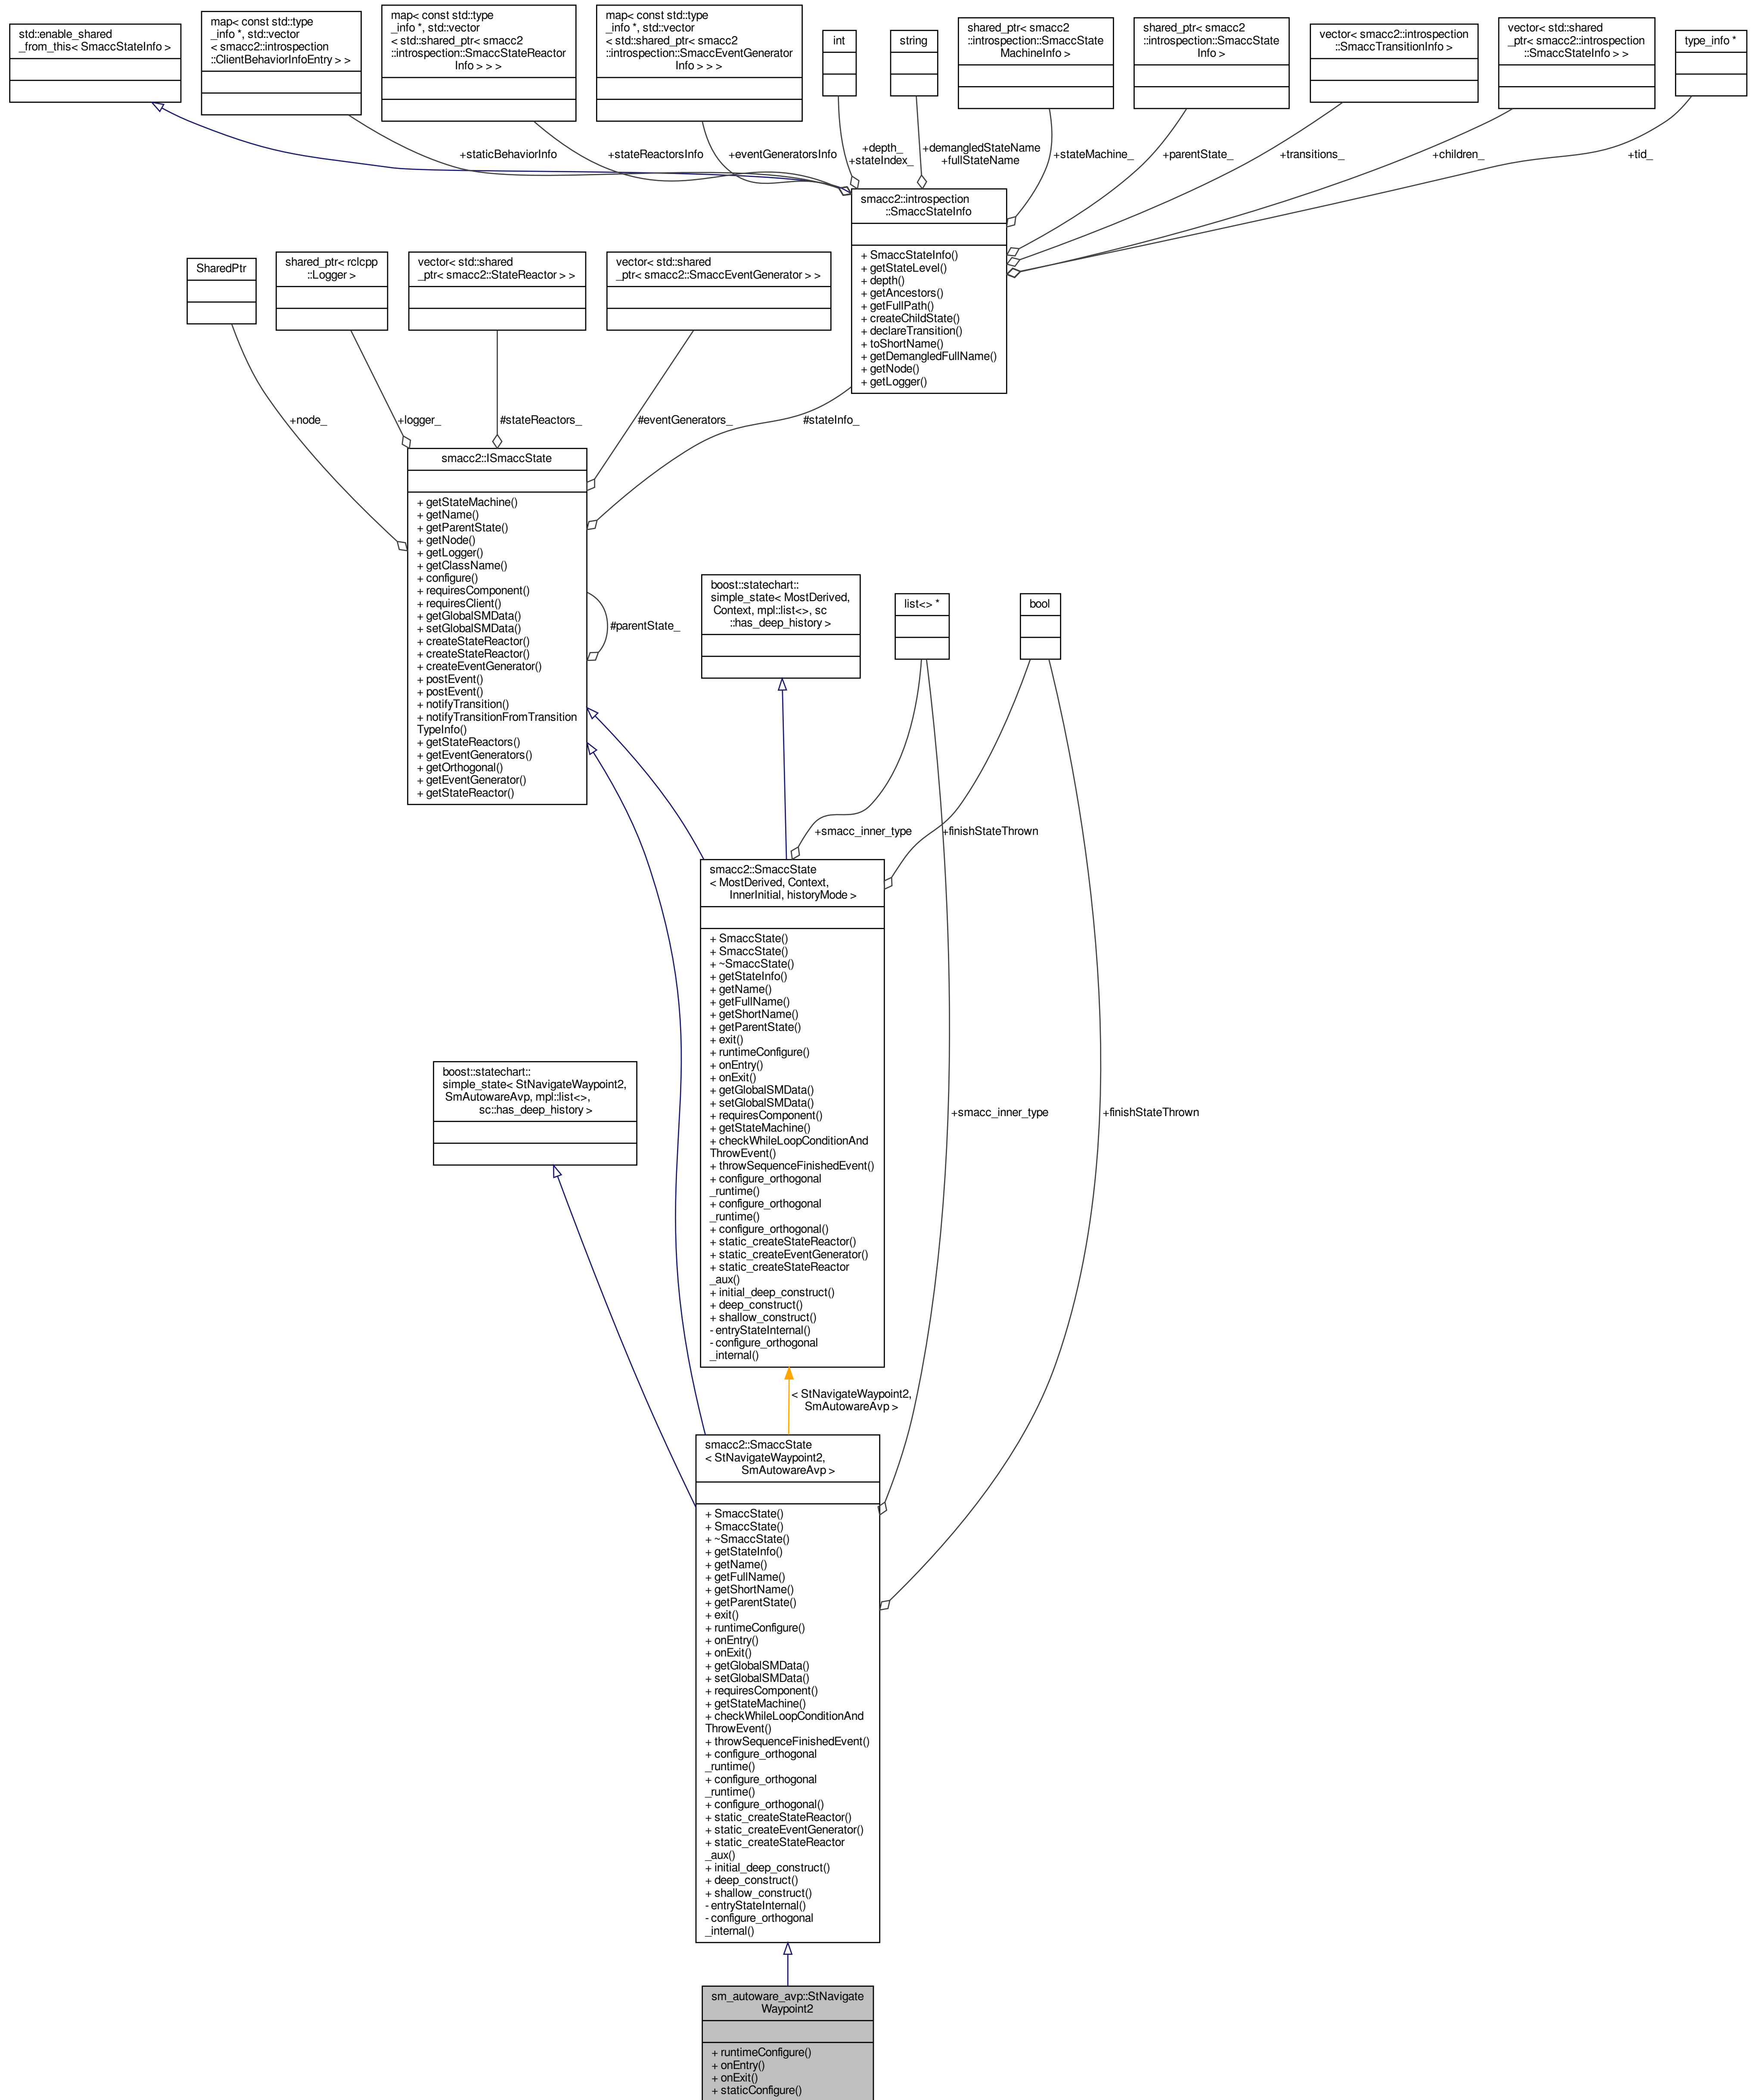 std::enable_shared
_from_this< SmaccStateInfo >
map< const std::type
_info *, std::vector
< smacc2::introspection
::ClientBehaviorInfoEntry > >
map< const std::type
_info *, std::vector
< std::shared_ptr< smacc2
::introspection::SmaccStateReactor
Info > > >
map< const std::type
_info *, std::vector
< std::shared_ptr< smacc2
::introspection::SmaccEventGenerator
Info > > >
int
string
shared_ptr< smacc2
::introspection::SmaccState
MachineInfo >
shared_ptr< smacc2
::introspection::SmaccState
Info >
vector< smacc2::introspection
::SmaccTransitionInfo >
vector< std::shared
_ptr< smacc2::introspection
::SmaccStateInfo > >
type_info *
+staticBehaviorInfo
+stateReactorsInfo
+eventGeneratorsInfo
+depth_
+stateIndex_
+demangledStateName
+fullStateName
+stateMachine_
+parentState_
+transitions_
+children_
+tid_
smacc2::introspection
::SmaccStateInfo
+ SmaccStateInfo()
+ getStateLevel()
+ depth()
+ getAncestors()
+ getFullPath()
+ createChildState()
+ declareTransition()
+ toShortName()
+ getDemangledFullName()
+ getNode()
+ getLogger()
SharedPtr
shared_ptr< rclcpp
::Logger >
vector< std::shared
_ptr< smacc2::StateReactor > >
vector< std::shared
_ptr< smacc2::SmaccEventGenerator > >
+node_
+logger_
#stateReactors_
#eventGenerators_
#stateInfo_
smacc2::ISmaccState
+ getStateMachine()
+ getName()
+ getParentState()
+ getNode()
+ getLogger()
+ getClassName()
+ configure()
+ requiresComponent()
+ requiresClient()
+ getGlobalSMData()
+ setGlobalSMData()
+ createStateReactor()
+ createStateReactor()
+ createEventGenerator()
+ postEvent()
+ postEvent()
+ notifyTransition()
+ notifyTransitionFromTransition
TypeInfo()
+ getStateReactors()
+ getEventGenerators()
+ getOrthogonal()
+ getEventGenerator()
+ getStateReactor()
#parentState_
boost::statechart::
simple_state< MostDerived,
Context, mpl::list<>, sc
::has_deep_history >
list<> *
bool
+smacc_inner_type
+finishStateThrown
smacc2::SmaccState
< MostDerived, Context,
InnerInitial, historyMode >
+ SmaccState()
+ SmaccState()
+ ~SmaccState()
+ getStateInfo()
+ getName()
+ getFullName()
+ getShortName()
+ getParentState()
+ exit()
+ runtimeConfigure()
+ onEntry()
+ onExit()
+ getGlobalSMData()
+ setGlobalSMData()
+ requiresComponent()
+ getStateMachine()
+ checkWhileLoopConditionAnd
ThrowEvent()
+ throwSequenceFinishedEvent()
+ configure_orthogonal
_runtime()
+ configure_orthogonal
_runtime()
+ configure_orthogonal()
+ static_createStateReactor()
+ static_createEventGenerator()
+ static_createStateReactor
_aux()
+ initial_deep_construct()
+ deep_construct()
+ shallow_construct()
- entryStateInternal()
- configure_orthogonal
_internal()
boost::statechart::
simple_state< StNavigateWaypoint2,
SmAutowareAvp, mpl::list<>,
sc::has_deep_history >
+smacc_inner_type
+finishStateThrown
< StNavigateWaypoint2,
SmAutowareAvp >
smacc2::SmaccState
< StNavigateWaypoint2,
SmAutowareAvp >
+ SmaccState()
+ SmaccState()
+ ~SmaccState()
+ getStateInfo()
+ getName()
+ getFullName()
+ getShortName()
+ getParentState()
+ exit()
+ runtimeConfigure()
+ onEntry()
+ onExit()
+ getGlobalSMData()
+ setGlobalSMData()
+ requiresComponent()
+ getStateMachine()
+ checkWhileLoopConditionAnd
ThrowEvent()
+ throwSequenceFinishedEvent()
+ configure_orthogonal
_runtime()
+ configure_orthogonal
_runtime()
+ configure_orthogonal()
+ static_createStateReactor()
+ static_createEventGenerator()
+ static_createStateReactor
_aux()
+ initial_deep_construct()
+ deep_construct()
+ shallow_construct()
- entryStateInternal()
- configure_orthogonal
_internal()
sm_autoware_avp::StNavigate
Waypoint2
+ runtimeConfigure()
+ onEntry()
+ onExit()
+ staticConfigure()